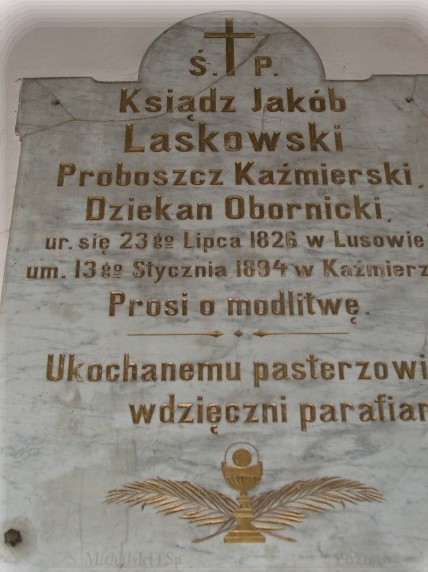 Ś. P.
Ksiądz Jakób
Laskowski
Proboszcz Kaźmierski,
Dziekan Obornicki,
ur. się 23go Lipca 1826 w Lusowie
um. 13go Stycznia 1894 w Kaźmierz
Prosi o modlitwę.
Ukochanemu pasterzowi
wdzięczni parafian
Poznań